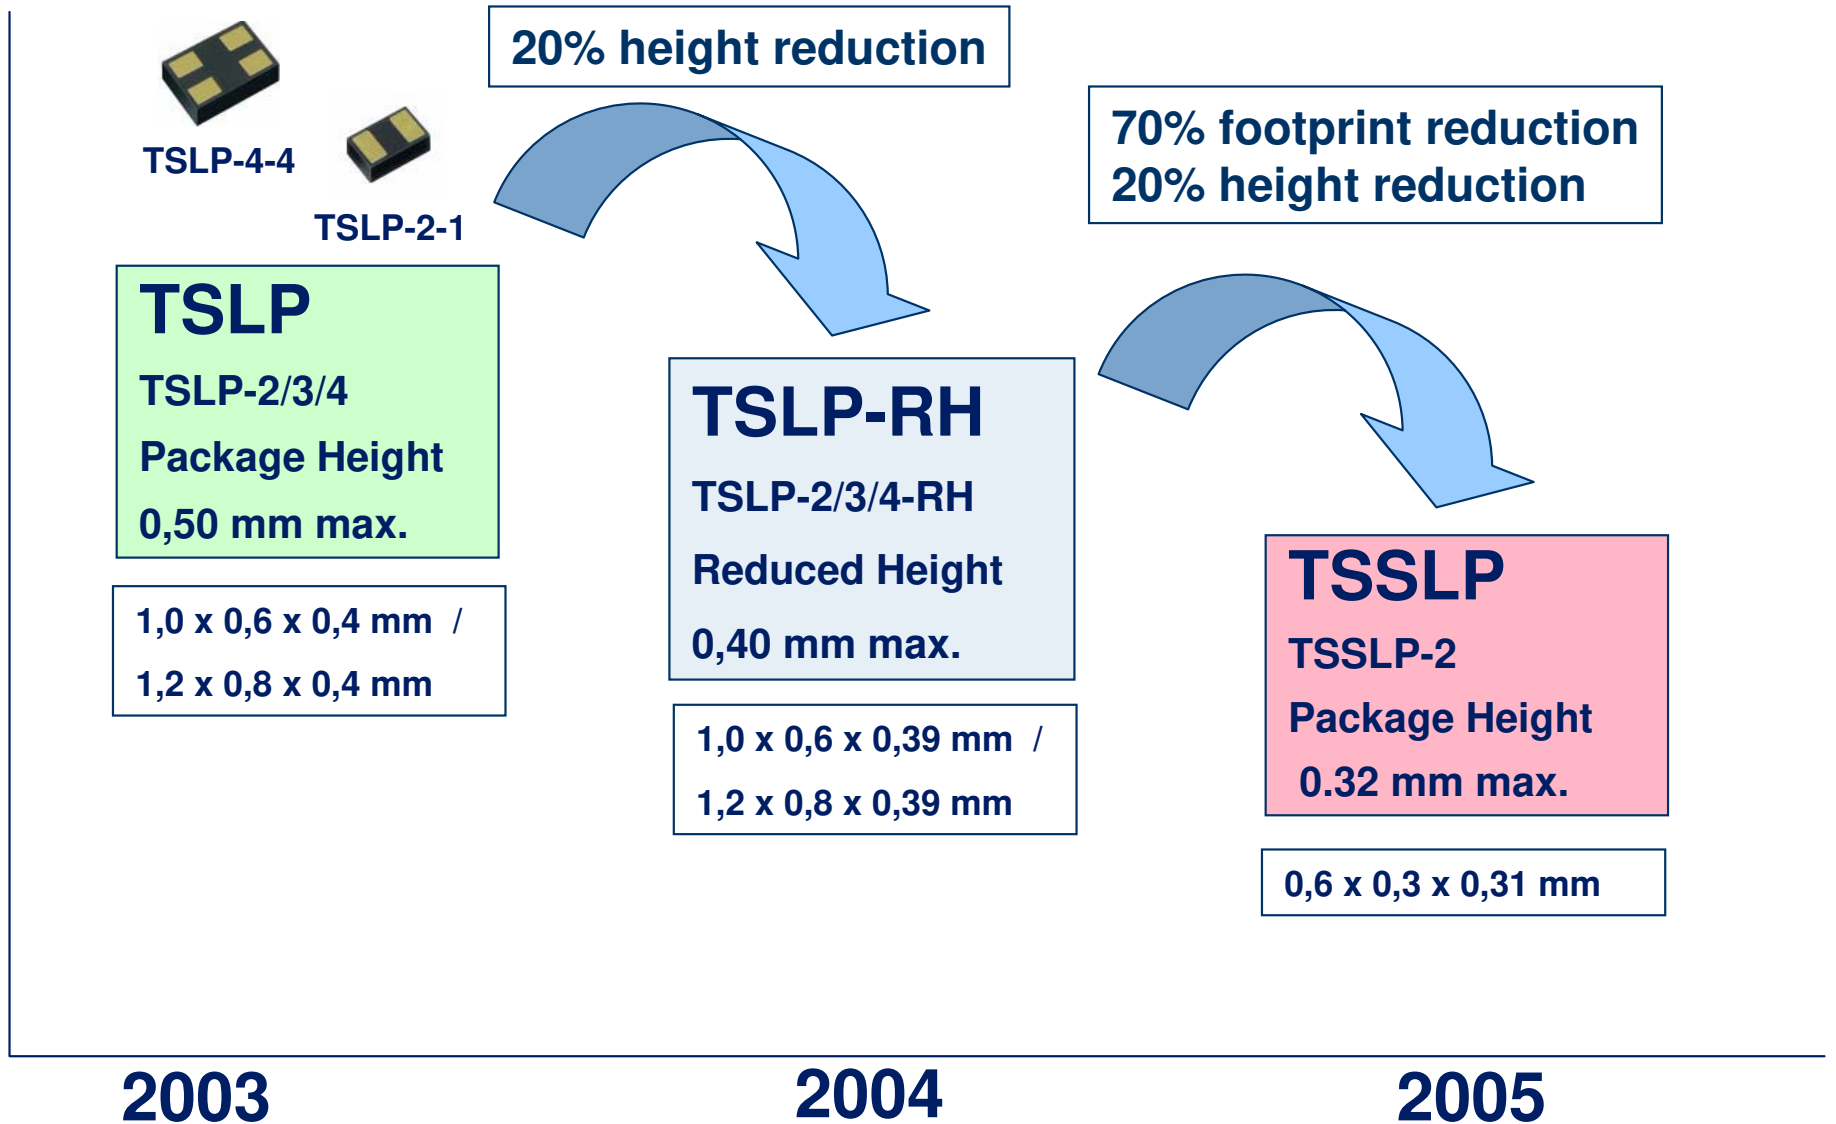 20% height reduction
70% footprint reduction
20% height reduction
TSLP-4-4
TSLP-2-1
TSLP
TSLP-2/3/4
Package Height
0,50 mm max.
1,0 x 0,6 x 0,4 mm /
1,2 x 0,8 x 0,4 mm
TSLP-RH
TSLP-2/3/4-RH
Reduced Height
0,40 mm max.
1,0 x 0,6 x 0,39 mm /
1,2 x 0,8 x 0,39 mm
TSSLP
TSSLP-2
Package Height
0.32 mm max.
0,6 x 0,3 x 0,31 mm
2003
2004
2005